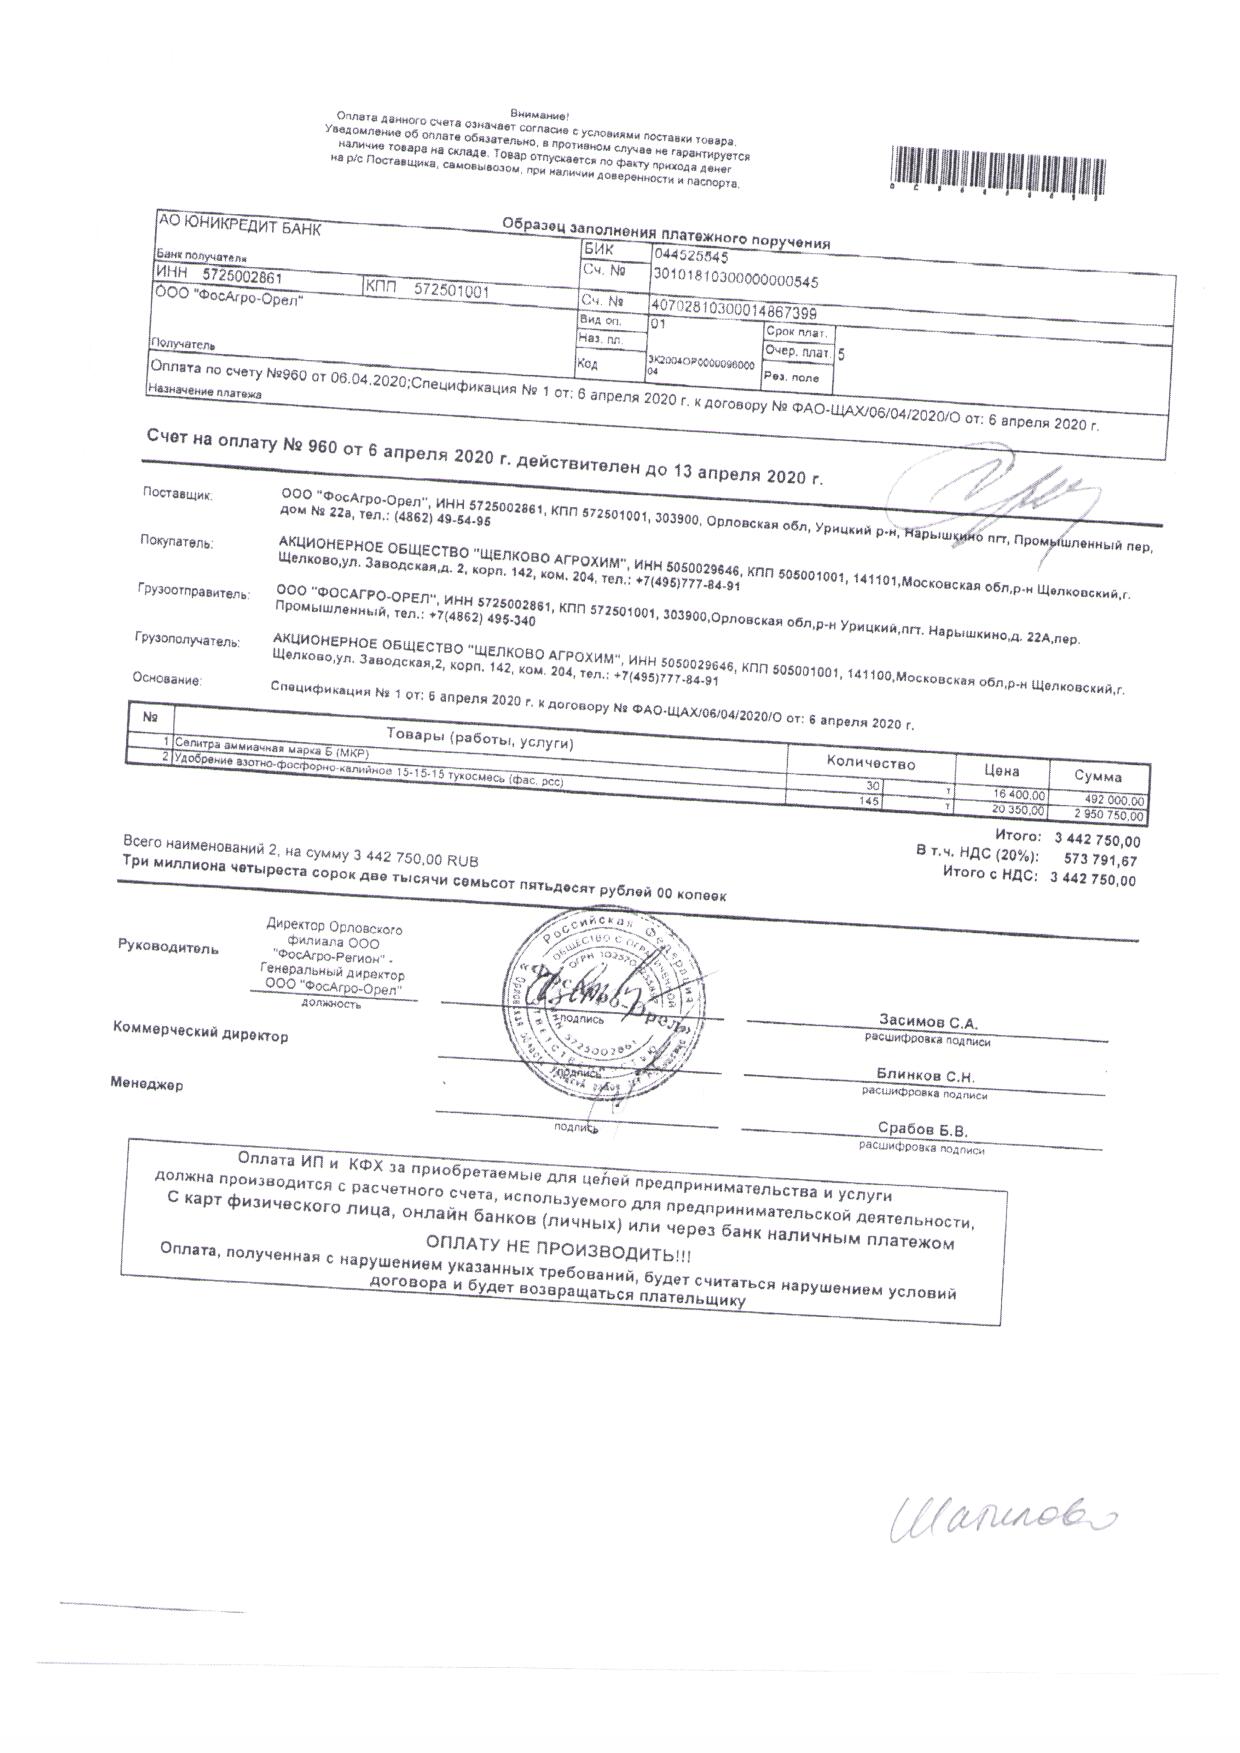 Внимание!
Оплата данного счета означает согласие с условиями поставки товара.
Уведомление об оплате обязательно, в противном случае не гарантируется
наличие товара на складе. Товар отпускается по факту прихода денег
на р/с Поставщика, самовывозом, при наличии доверенности и паспорта.
Образец заполнения платежного поручения
АО ЮНИКРЕДИТ БАНК
БИК 044525545
Сч. № 30101810300000000545
Банк получателя
ИНН 5725002861 КПП 572501001 Сч. № 40702810300014867399
ООО "ФосАгро-Орел"
Вид оп. 01 Срок плат.
Наз. пл. Очер. плат. 5
Код 3К2004ОР0000096000
04
Рез. поле
Получатель
Оплата по счету №960 от 06.04.2020;Спецификация № 1 от: 6 апреля 2020 г. к договору № ФАО-ЩАХ/06/04/2020/О от: 6 апреля 2020 г.
Назначение платежа
Счет на оплату № 960 от 6 апреля 2020 г. действителен до 13 апреля 2020 г.
Поставщик: ООО "ФосАгро-Орел", ИНН 5725002861, КПП 572501001, 303900, Орловская обл, Урицкий р-н, Нарышкино пгт, Промышленный пер,
дом № 22а, тел.: (4862) 49-54-95
Покупатель: АКЦИОНЕРНОЕ ОБЩЕСТВО "ЩЕЛКОВО АГРОХИМ", ИНН 5050029646, КПП 505001001, 141101,Московская обл,р-н Щелковский,г.
Щелково,ул. Заводская,д. 2, корп. 142, ком. 204, тел.: +7(495)777-84-91
Грузоотправитель: ООО "ФОСАГРО-ОРЕЛ", ИНН 5725002861, КПП 572501001, 303900,Орловская обл,р-н Урицкий,пгт. Нарышкино,д. 22А,пер.
Промышленный, тел.: +7(4862) 495-340
Грузополучатель: АКЦИОНЕРНОЕ ОБЩЕСТВО "ЩЕЛКОВО АГРОХИМ", ИНН 5050029646, КПП 505001001, 141100,Московская обл,р-н Щелковский,г.
Щелково,ул. Заводская,2, корп. 142, ком. 204, тел.: +7(495)777-84-91
Основание: Спецификация № 1 от: 6 апреля 2020 г. к договору № ФАО-ЩАХ/06/04/2020/О от: 6 апреля 2020 г.
№ Товары (работы, услуги) Количество Цена Сумма
1 Селитра аммиачная марка Б (МКР) 30 т 16 400,00 492 000,00
2 Удобрение азотно-фосфорно-калийное 15-15-15 тукосмесь (фас, рсс) 145 т 20 350,00 2 950 750,00
Итого: 3 442 750,00
В т.ч. НДС (20%): 573 791,67
Итого с НДС: 3 442 750,00
Всего наименований 2, на сумму 3 442 750,00 RUB
Три миллиона четыреста сорок две тысячи семьсот пятьдесят рублей 00 копеек
Руководитель
Директор Орловского
филиала ООО
"ФосАгро-Регион" -
Генеральный директор
ООО "ФосАгро-Орел"
должность
подпись
Засимов С.А.
расшифровка подписи
Коммерческий директор
подпись
Блинков С.Н.
расшифровка подписи
Менеджер
подпись
Срабов Б.В.
расшифровка подписи
Российская Федерация
«ФосАгро-Орел»
ИНН 5725002861
Оплата ИП и КФХ за приобретаемые для целей предпринимательства и услуги
должна производится с расчетного счета, используемого для предпринимательской деятельности,
С карт физического лица, онлайн банков (личных) или через банк наличным платежом
ОПЛАТУ НЕ ПРОИЗВОДИТЬ!!!
Оплата, полученная с нарушением указанных требований, будет считаться нарушением условий
договора и будет возвращаться плательщику
Шатилово